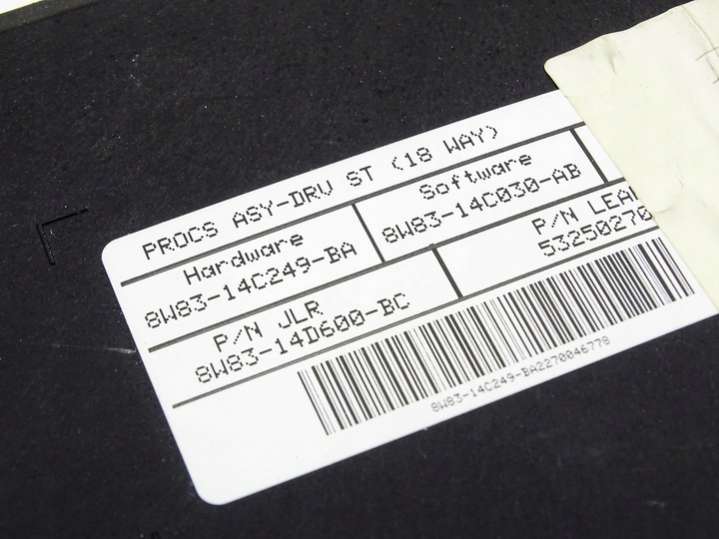 PROCS ASY-DRV ST (18 WAY)
Hardware
8W83-14C249-BA
Software
8W83-14C030-AB
P/N JLR
8W83-14D600-BC
P/N LEA
53250270
8W83-14C249-BA2270046778